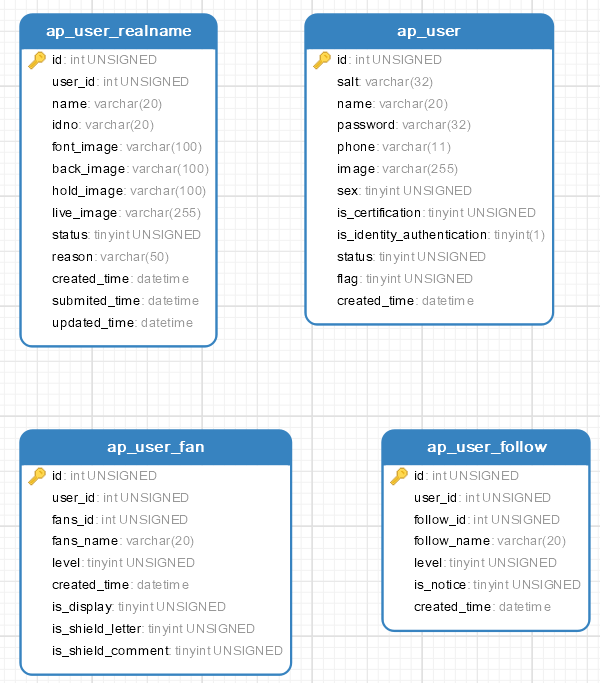 ap_user_realname
id: int UNSIGNED
user_id: int UNSIGNED
name: varchar(20)
idno: varchar(20)
font_image: varchar(100)
back_image: varchar(100)
hold_image: varchar(100)
live_image: varchar(255)
status: tinyint UNSIGNED
reason: varchar(50)
created_time: datetime
submited_time: datetime
updated_time: datetime
ap_user
id: int UNSIGNED
salt: varchar(32)
name: varchar(20)
password: varchar(32)
phone: varchar(11)
image: varchar(255)
sex: tinyint UNSIGNED
is_certification: tinyint UNSIGNED
is_identity_authentication: tinyint(1)
status: tinyint UNSIGNED
flag: tinyint UNSIGNED
created_time: datetime
ap_user_fan
id: int UNSIGNED
user_id: int UNSIGNED
fans_id: int UNSIGNED
fans_name: varchar(20)
level: tinyint UNSIGNED
created_time: datetime
is_display: tinyint UNSIGNED
is_shield_letter: tinyint UNSIGNED
is_shield_comment: tinyint UNSIGNED
ap_user_follow
id: int UNSIGNED
user_id: int UNSIGNED
follow_id: int UNSIGNED
follow_name: varchar(20)
level: tinyint UNSIGNED
is_notice: tinyint UNSIGNED
created_time: datetime